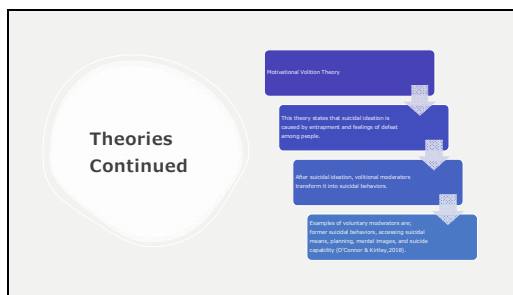 Theories
Continued
Motivational Volition Theory
This theory states that suicidal ideation is
caused by entrapment and feelings of defeat
among people.
After suicidal ideation, volitional moderators
transform it into suicidal behaviors.
Examples of voluntary moderators are;
former suicidal behaviors, accessing suicidal
means, planning, mental images, and suicide
capability (O'Connor & Kirtley,2018).